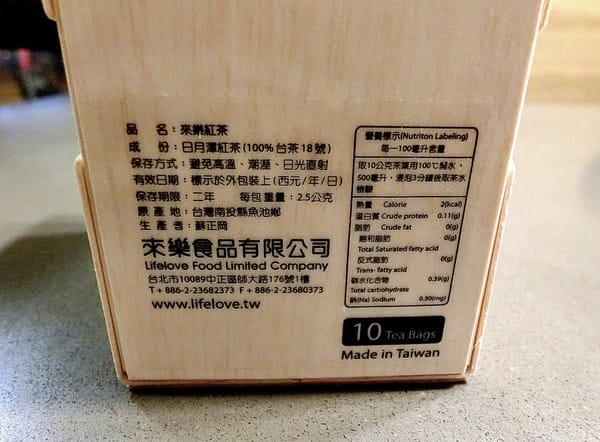 品 名：來樂紅茶
成 份：日月潭紅茶(100%台茶18號)
保存方式：避免高溫、潮溼、日光直射
有效日期：標示於外包裝上(西元/年/日)
保存期限：二年 每包重量：2.5公克
原 產 地：台灣南投縣魚池鄉
生 產 者：蘇正岡
來樂食品有限公司
Lifelove Food Limited Company
台北市10089中正區師大路176號1樓
T + 886-2-23682373 F + 886-2-23680373
www.lifelove.tw
營養標示(Nutriton Labeling)
每一100毫升含量
取10公克茶葉用100℃歸水，
500毫升，浸泡3分鐘後取茶水
檢驗
熱量 Calorie 2(kcal)
蛋白質 Crude protein 0.11(g)
脂肪 Crude fat 0(g)
飽和脂肪 0(g)
Total Saturated fatty acid
反式脂肪 0(g)
Trans- fatty acid
碳水化合物 0.39(g)
Total carbohydrate
鈉(Na) Sodium 0.30(mg)
10 Tea Bags
Made in Taiwan